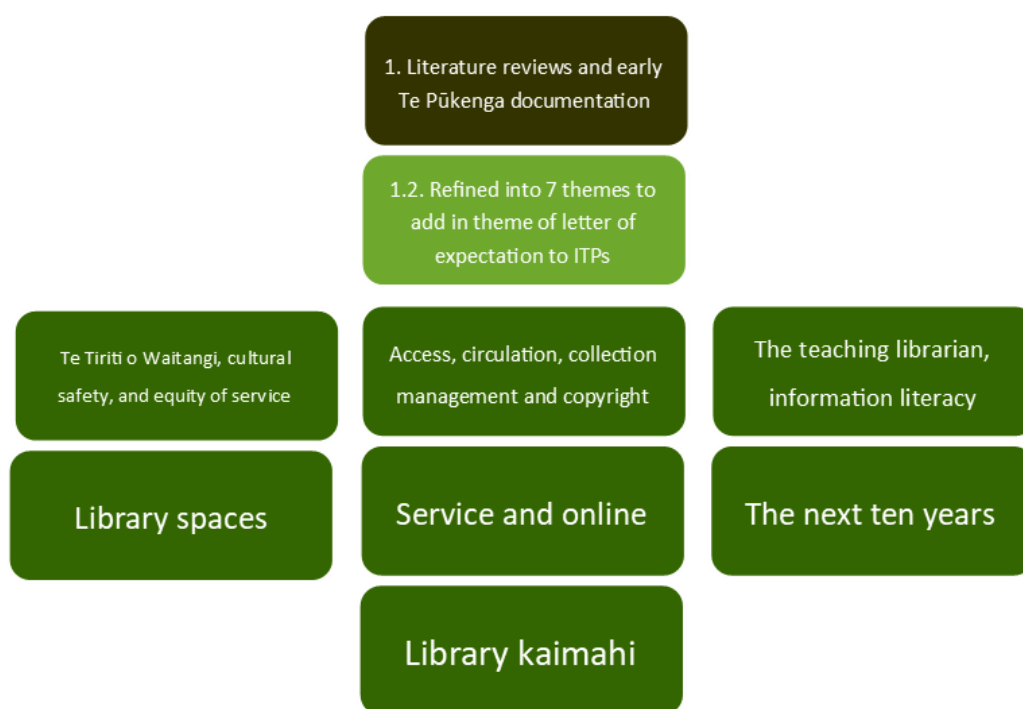 1. Literature reviews and early
Te Pūkenga documentation
1.2. Refined into 7 themes to
add in theme of letter of
expectation to ITPs
Te Tiriti o Waitangi, cultural
safety, and equity of service
Access, circulation, collection
management and copyright
The teaching librarian,
information literacy
Library spaces
Service and online
The next ten years
Library kaimahi